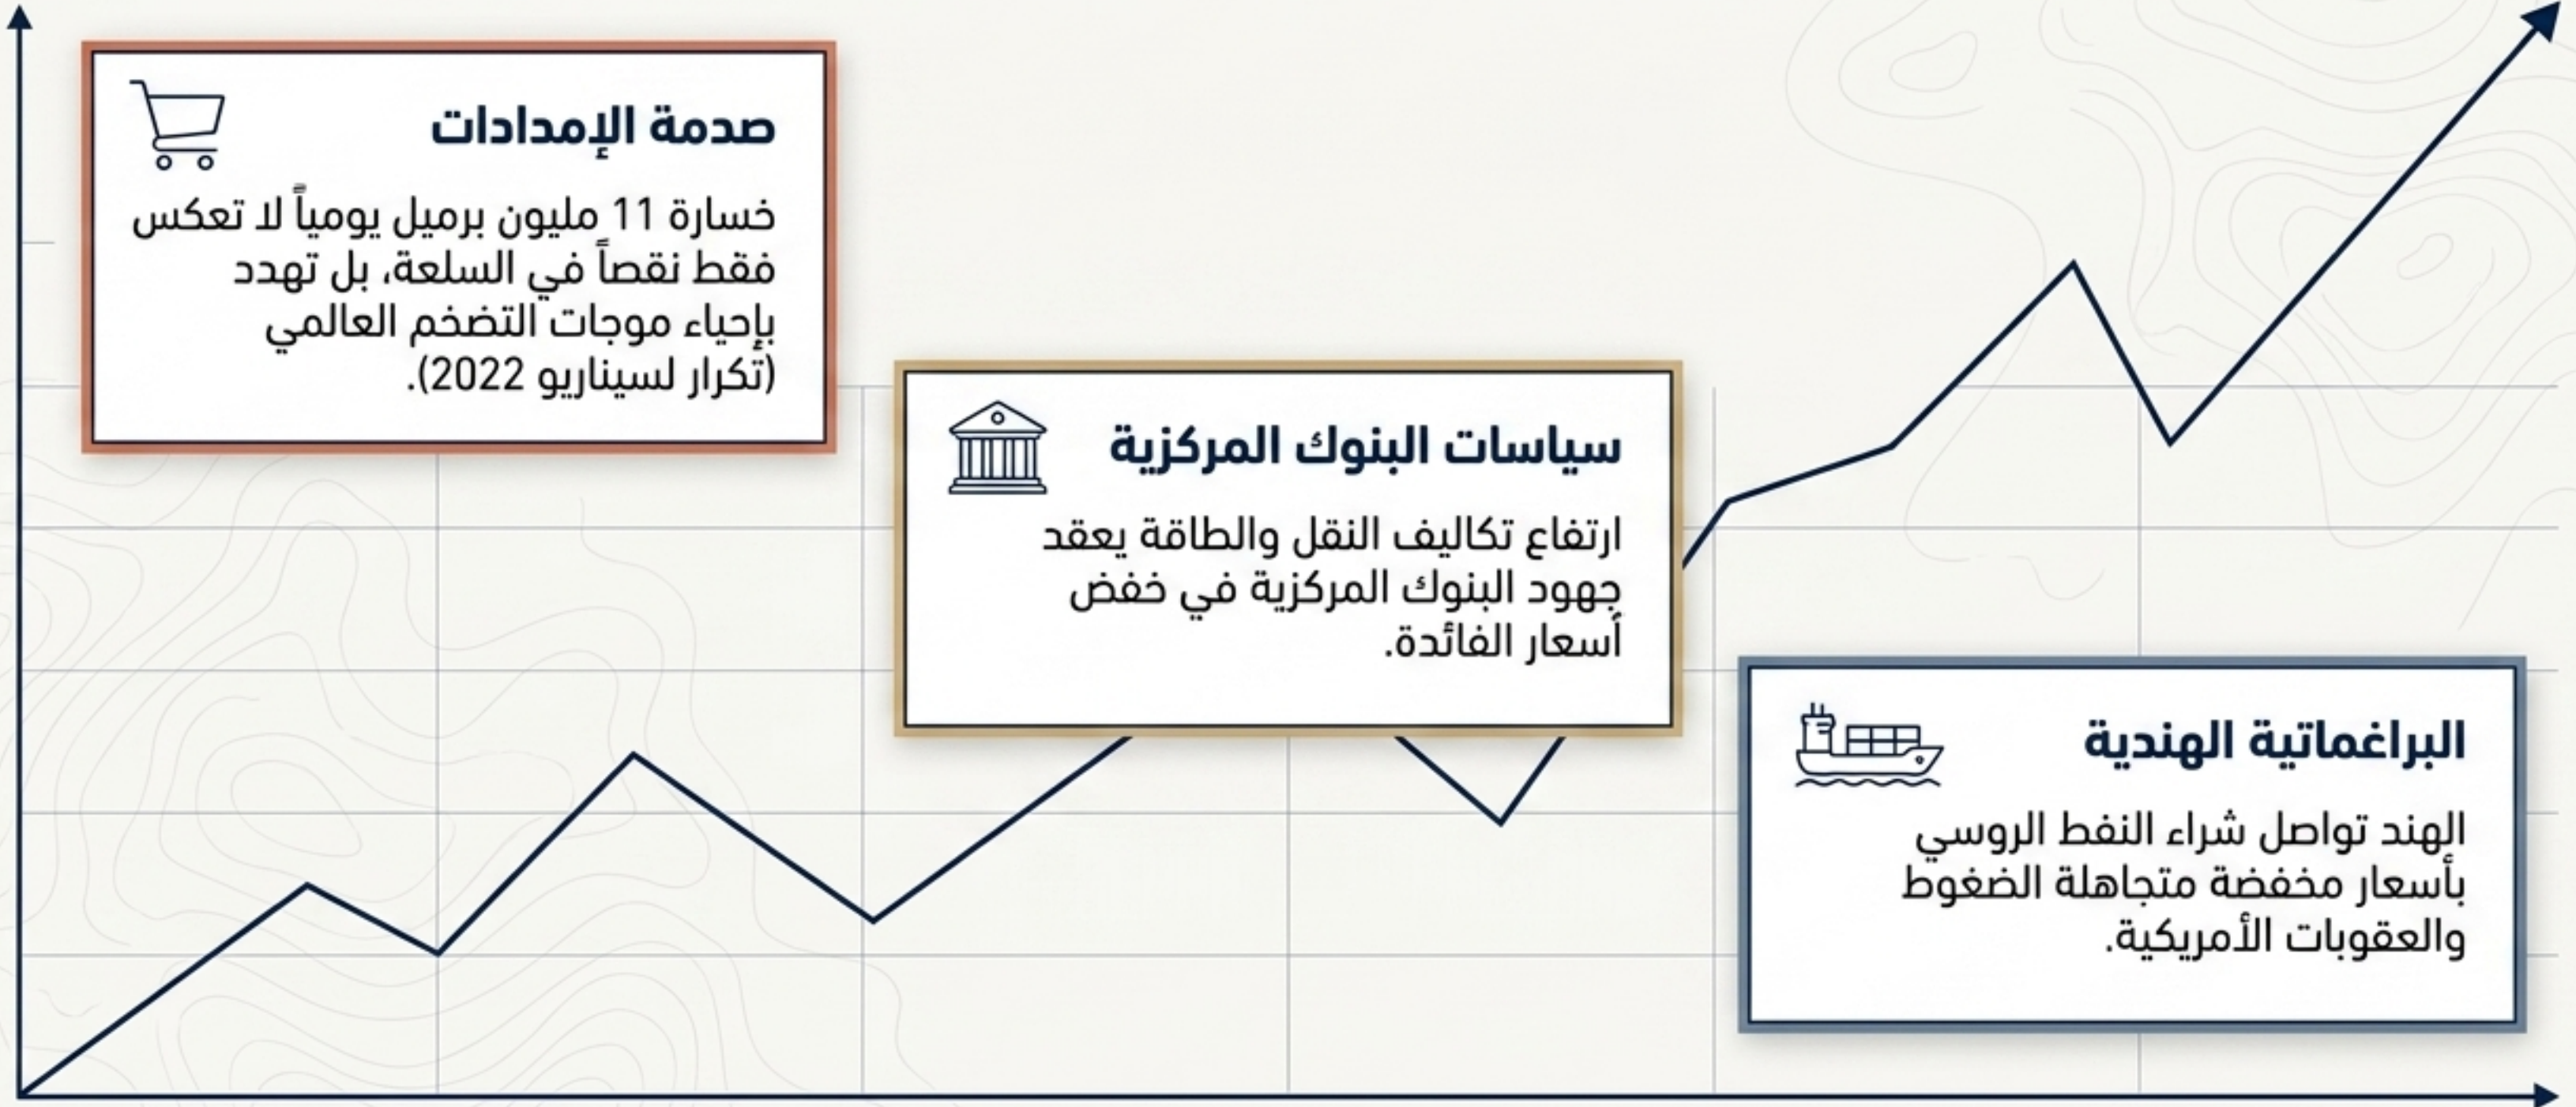 صدمة الإمدادات
خسارة 11 مليون برميل يومياً لا تعكس
فقط نقصاً في السلعة، بل تهدد
بإحياء موجات التضخم العالمي
(تكرار لسيناريو 2022).
سياسات البنوك المركزية
ارتفاع تكاليف النقل والطاقة يعقد
جهود البنوك المركزية في خفض
أسعار الفائدة.
البراغماتية الهندية
الهند تواصل شراء النفط الروسي
بأسعار مخفضة متجاهلة الضغوط
والعقوبات الأمريكية.